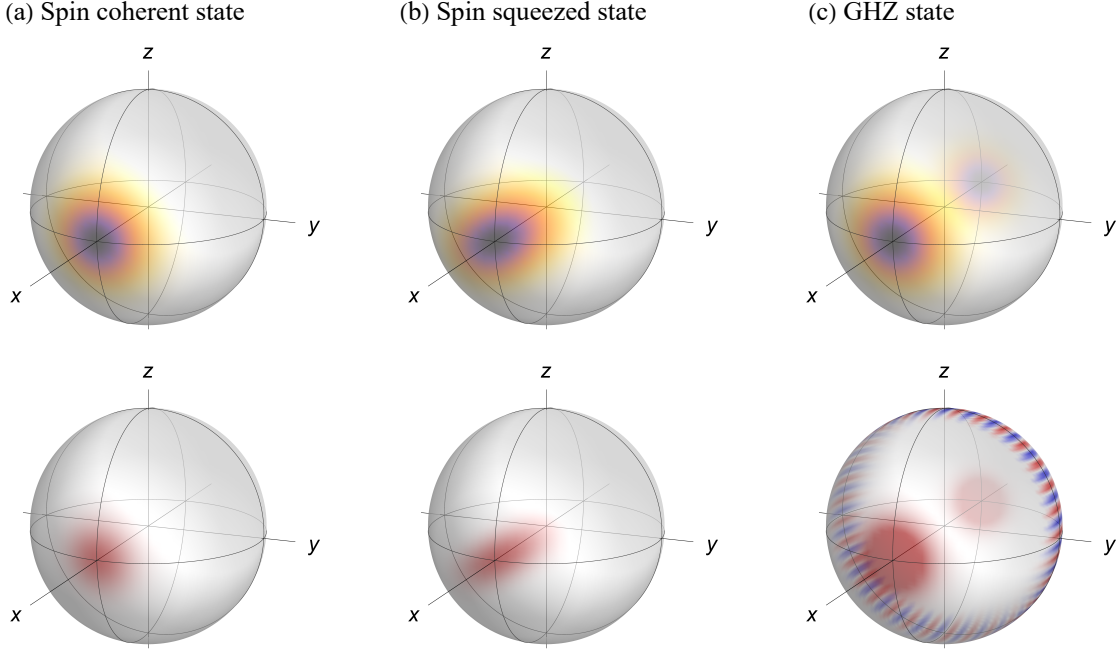 (a) Spin coherent state
(b) Spin squeezed state
(c) GHZ state
z
z
z
y
y
y
x
x
x
z
z
z
y
y
y
x
x
x